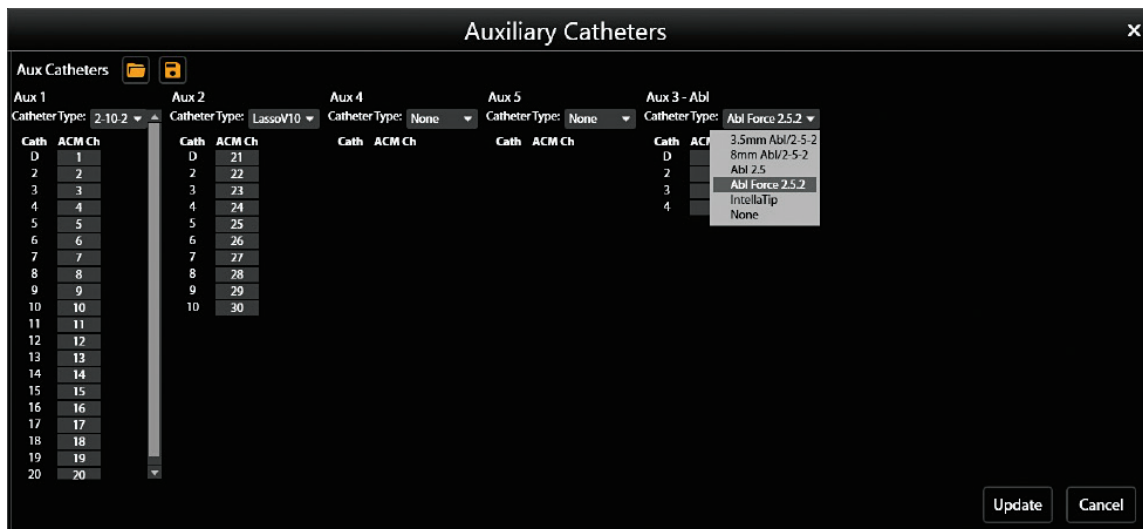 Auxiliary Catheters
Aux Catheters
Aux 1 Aux 2 Aux 4 Aux 5 Aux 3 - Abl
Catheter Type: 2-10-2 Catheter Type: LassoV10 Catheter Type: None Catheter Type: None Catheter Type: Abl Force 2.5.2
Cath ACM Ch Cath ACM Ch Cath ACM Ch Cath ACM Ch Cath 3.5mm Abl/2-5-2
D 1 D 21 D 8mm Abl/2-5-2
2 2 2 22 2 Abl 2.5
3 3 3 23 3 Abl Force 2.5.2
4 4 4 24 4 IntellaTip
5 5 5 25 None
6 6 6 26
7 7 7 27
8 8 8 28
9 9 9 29
10 10 10 30
11 11
12 12
13 13
14 14
15 15
16 16
17 17
18 18
19 19
20 20
Update Cancel